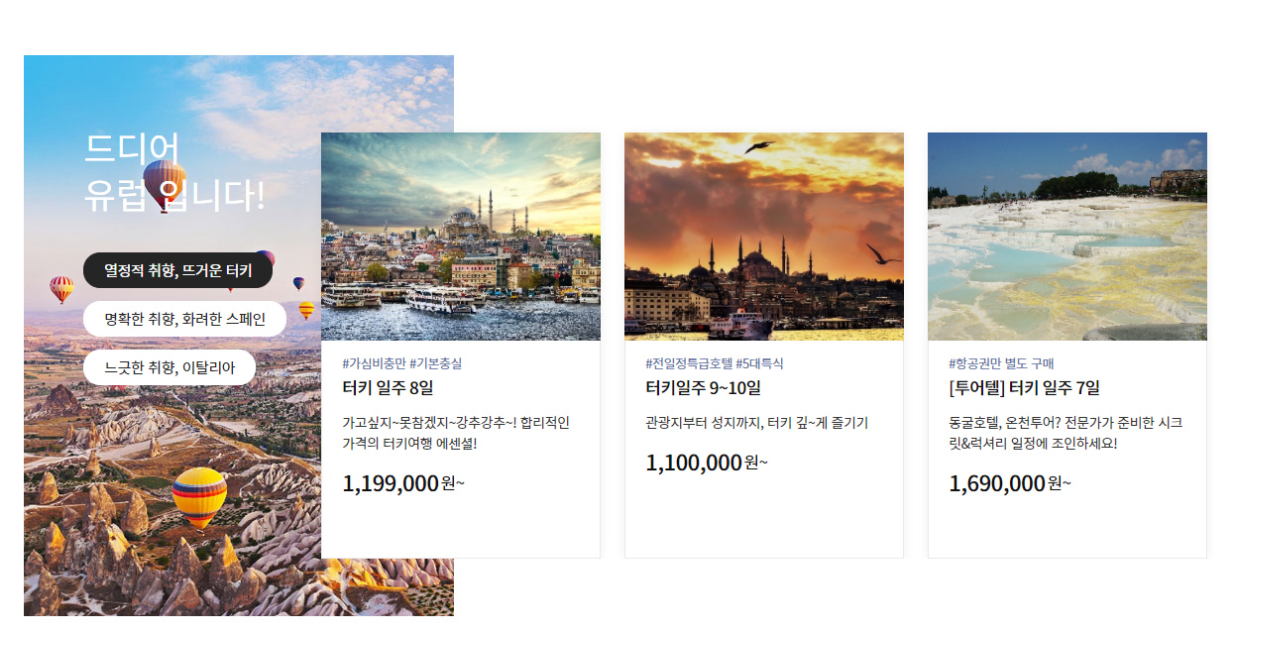 드디어
유럽 입니다!
열정적 취향, 뜨거운 터키
명확한 취향, 화려한 스페인
느긋한 취향, 이탈리아
#가심비충만 #기본충실
터키 일주 8일
가고싶지~못참겠지~강추강추~! 합리적인
가격의 터키여행 에센셜!
1,199,000원~
#전일정특급호텔 #5대특식
터키일주 9~10일
관광지부터 성지까지, 터키 깊~게 즐기기
1,100,000원~
#항공권만 별도 구매
[투어텔] 터키 일주 7일
동굴호텔, 온천투어? 전문가가 준비한 시크
릿&럭셔리 일정에 조인하세요!
1,690,000원~